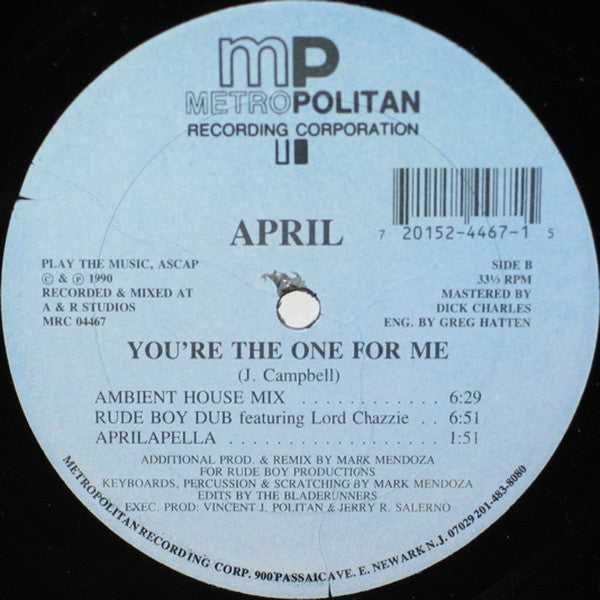 mp
METROPOLITAN
RECORDING CORPORATION
APRIL
7 20152-4467-1 5
PLAY THE MUSIC, ASCAP
© & ℗ 1990
RECORDED & MIXED AT
A & R STUDIOS
MRC 04467
SIDE B
33⅓ RPM
MASTERED BY
DICK CHARLES
ENG. BY GREG HATTEN
YOU'RE THE ONE FOR ME
(J. Campbell)
AMBIENT HOUSE MIX . . . . . . . . . . . . 6:29
RUDE BOY DUB featuring Lord Chazzie . . 6:51
APRILAPELLA . . . . . . . . . . . . . . . . . . 1:51
ADDITIONAL PROD. & REMIX BY MARK MENDOZA
FOR RUDE BOY PRODUCTIONS
KEYBOARDS, PERCUSSION & SCRATCHING BY MARK MENDOZA
EDITS BY THE BLADERUNNERS
EXEC. PROD: VINCENT J. POLITAN & JERRY R. SALERNO
METROPOLITAN RECORDING CORP. 900 PASSAIC AVE. E. NEWARK N.J. 07029 201-483-8080